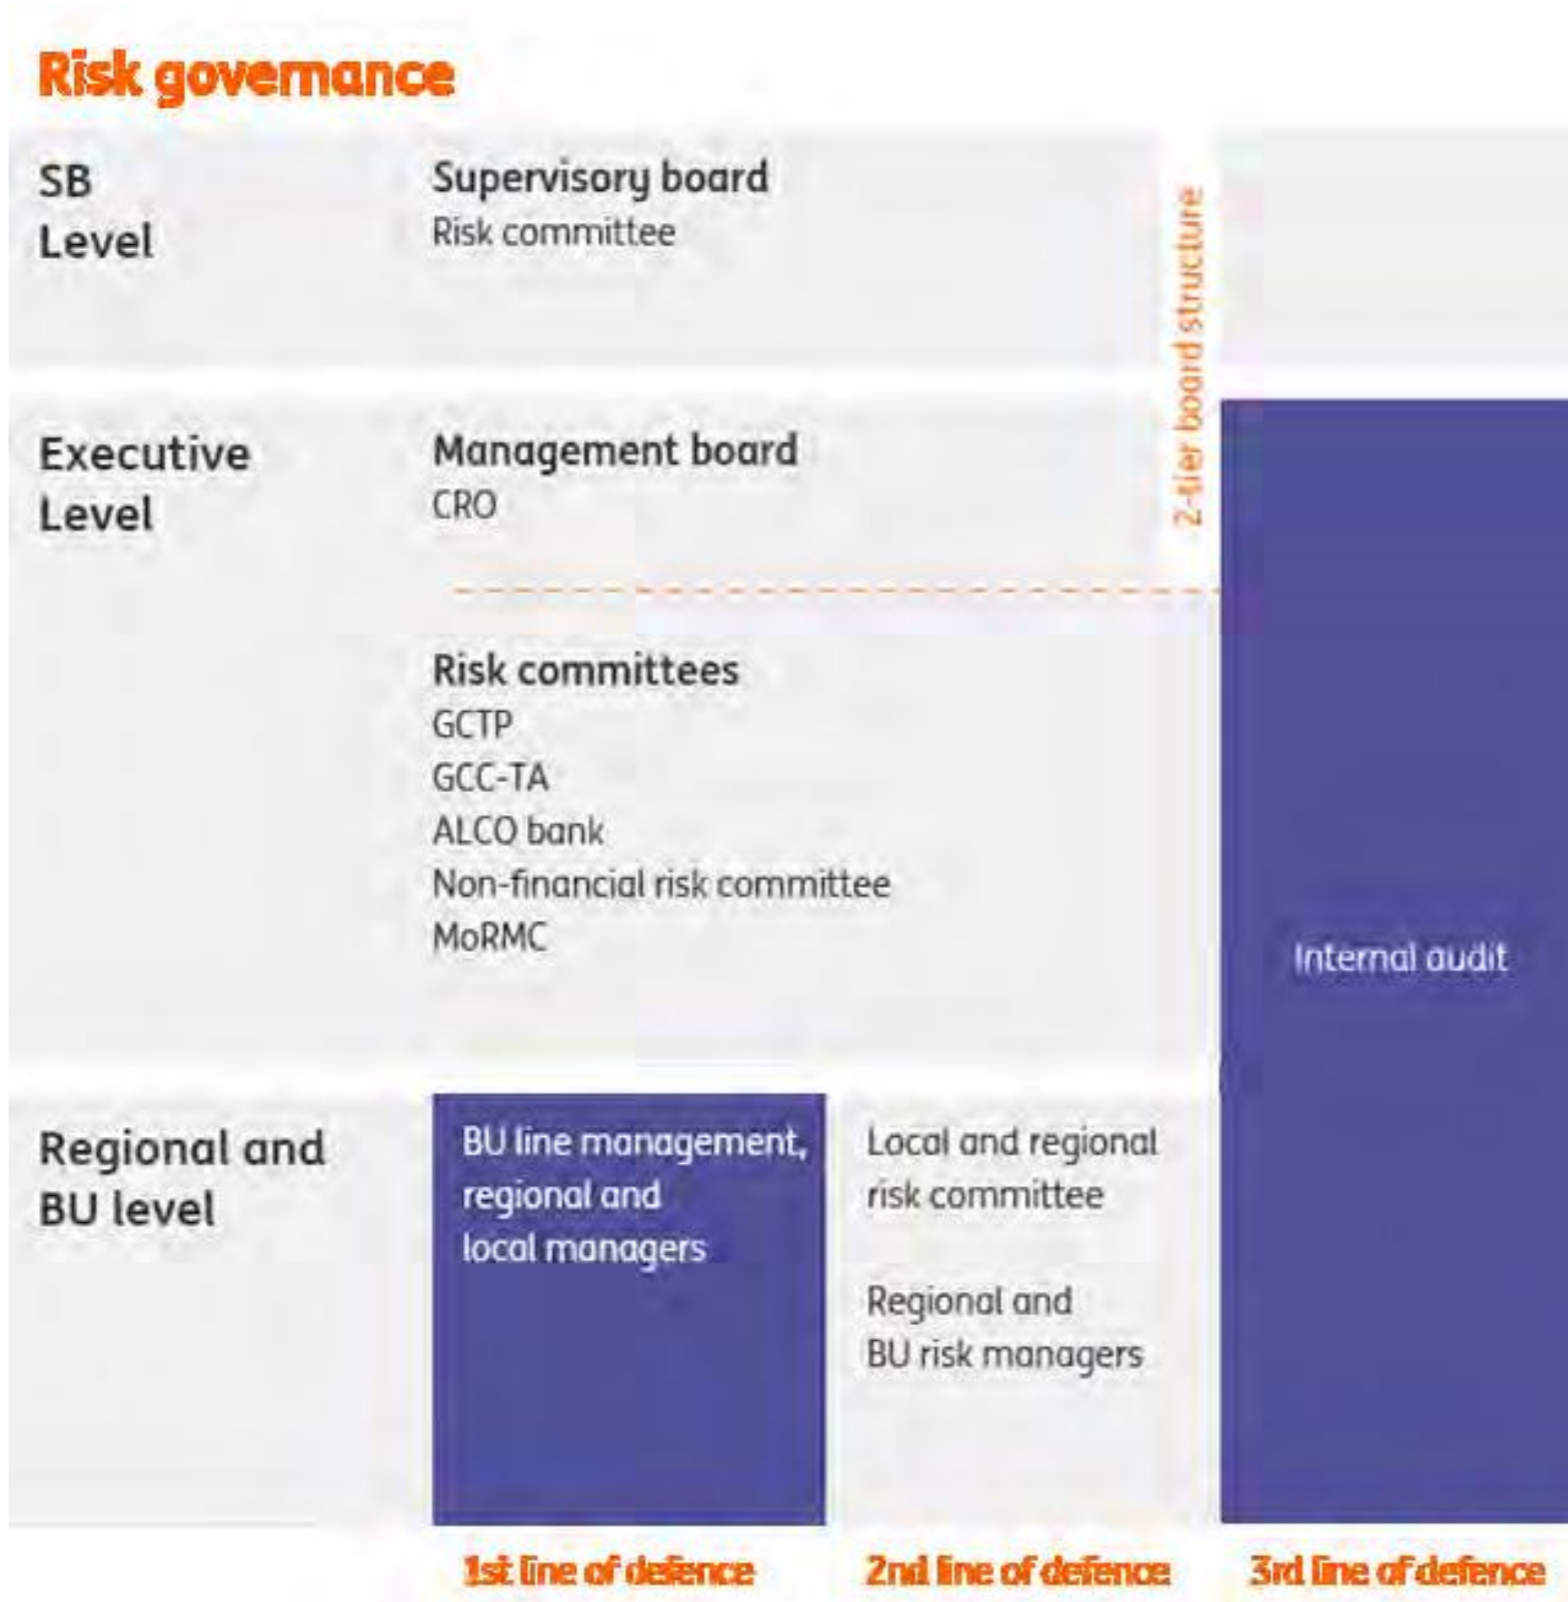 Risk governance
SB
Level
Supervisory board
Risk committee
2-tier board structure
Executive
Level
Management board
CRO
Risk committees
GCTP
GCC-TA
ALCO bank
Non-financial risk committee
MoRMC
Internal audit
Regional and
BU level
BU line management,
regional and
local managers
Local and regional
risk committee
Regional and
BU risk managers
1st line of defence
2nd line of defence
3rd line of defence